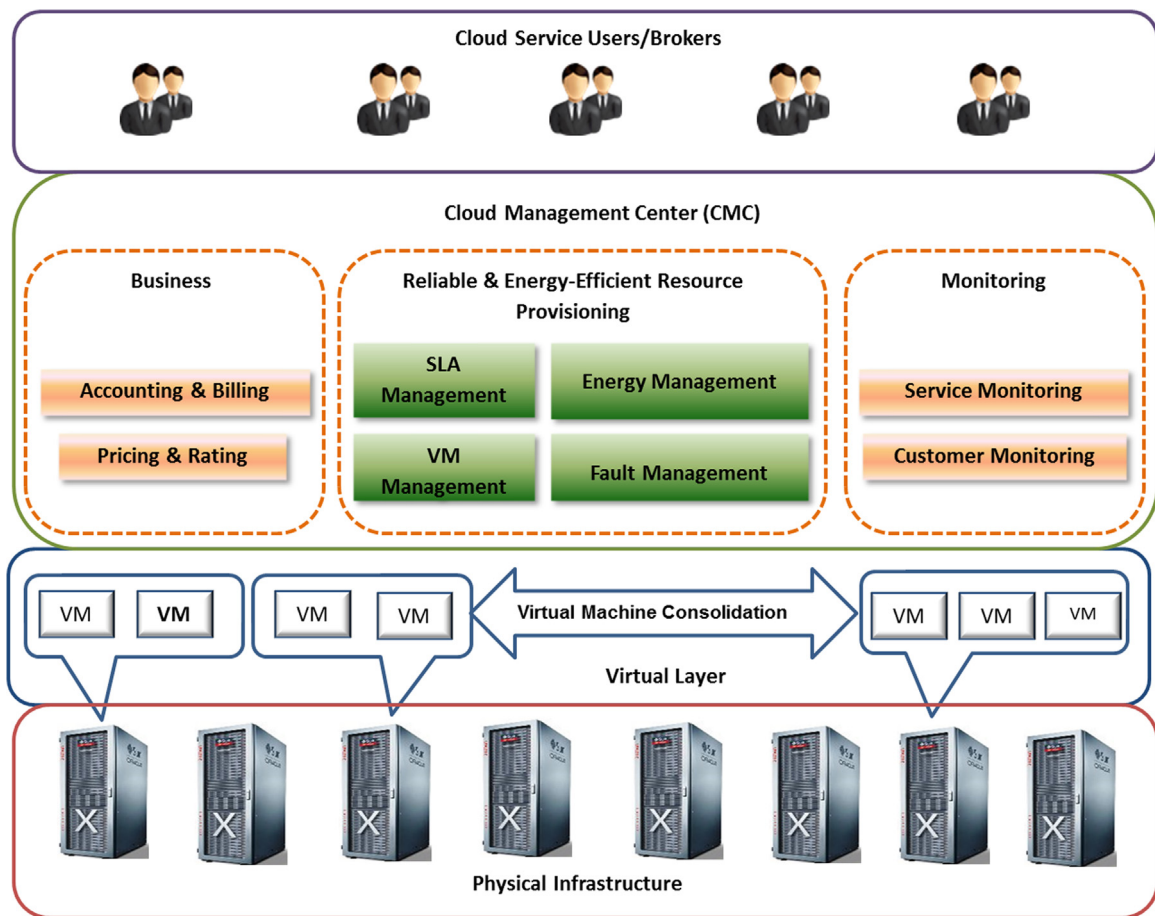 Cloud Service Users/Brokers
Cloud Management Center (CMC)
Business
Accounting & Billing
Pricing & Rating
Reliable & Energy-Efficient Resource
Provisioning
SLA
Management
Energy Management
VM
Management
Fault Management
Monitoring
Service Monitoring
Customer Monitoring
VM
VM
VM
VM
Virtual Machine Consolidation
VM
VM
VM
Virtual Layer
X
X
X
X
X
X
X
X
Physical Infrastructure